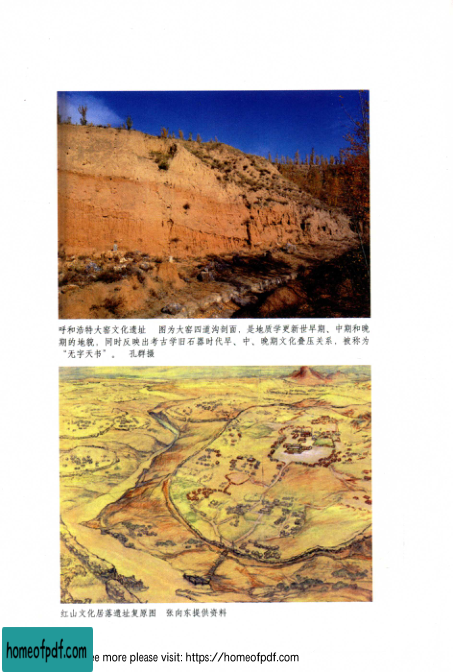 呼和浩特大窑文化遗址 图为大窑四道沟剖面，是地质学更新世早期、中期和晚
期的地貌，同时反映出考古学旧石器时代早、中、晚期文化叠压关系，被称为
“无字天书”。 孔群摄
红山文化居落遗址复原图 张向东提供资料
homeofpdf.com
e more please visit: https://homeofpdf.com